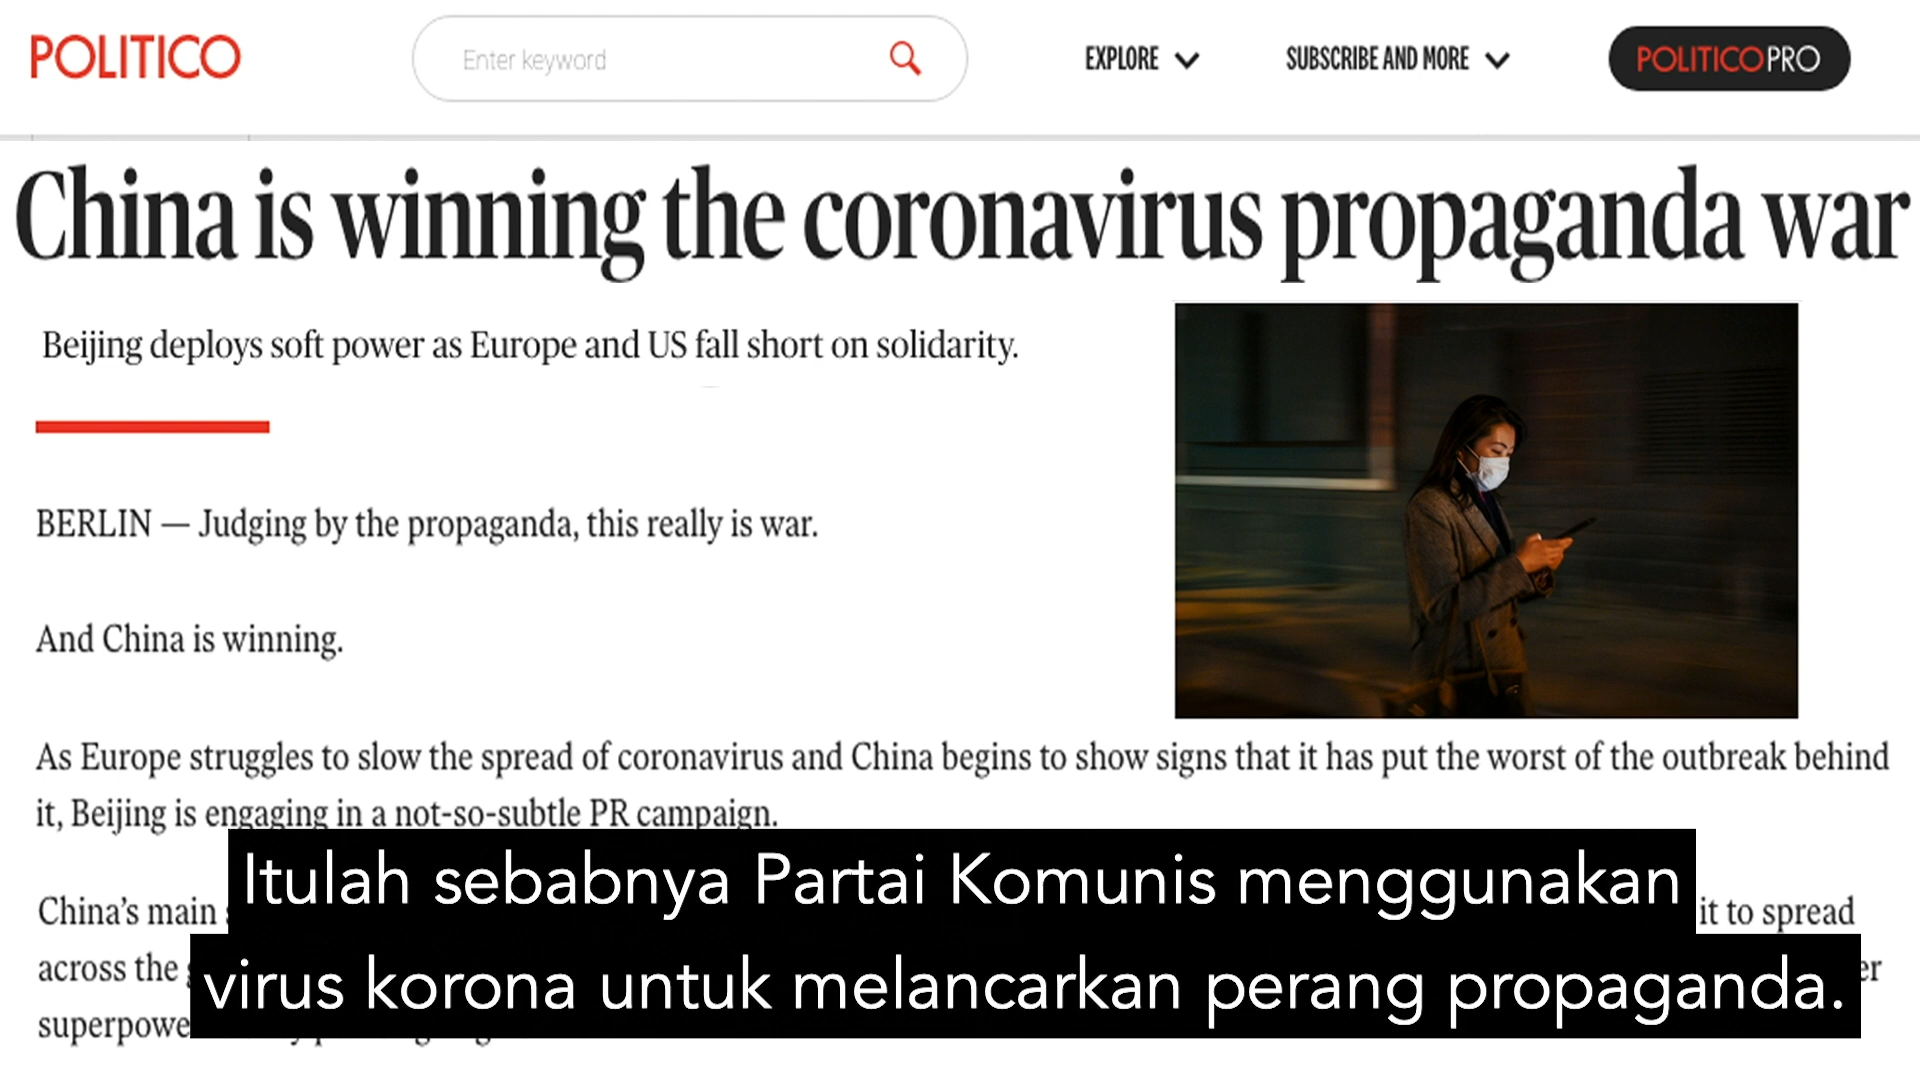 POLITICO
Enter keyword
EXPLORE
SUBSCRIBE AND MORE
POLITICOPRO
China is winning the coronavirus propaganda war
Beijing deploys soft power as Europe and US fall short on solidarity.
BERLIN — Judging by the propaganda, this really is war.
And China is winning.
As Europe struggles to slow the spread of coronavirus and China begins to show signs that it has put the worst of the outbreak behind
it, Beijing is engaging in a not-so-subtle PR campaign.
China’s main it to spread
across the
Itulah sebabnya Partai Komunis menggunakan
virus korona untuk melancarkan perang propaganda.